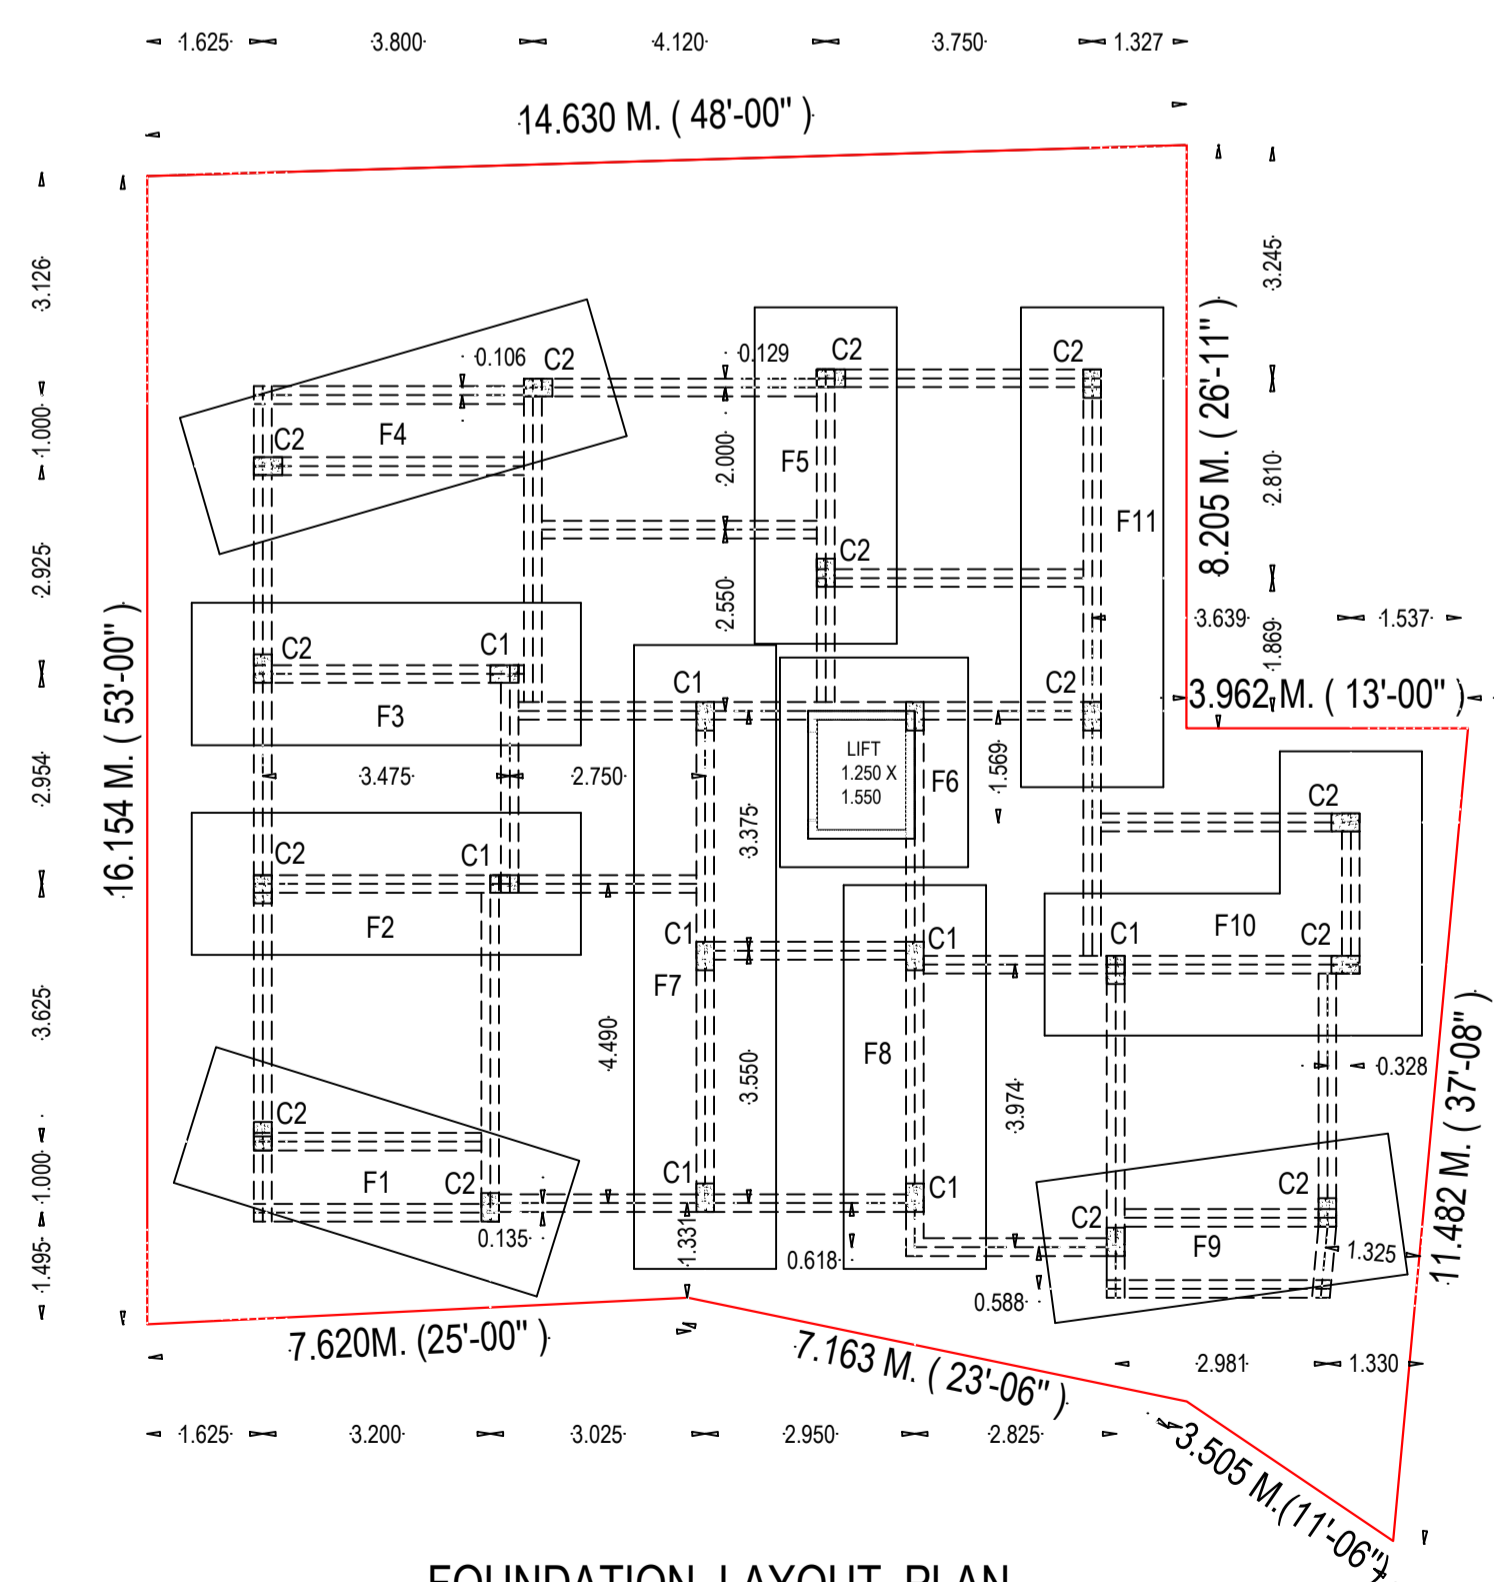 1.625 3.800 4.120 3.750 1.327
14.630 M. ( 48'-00" )
3.126
1.000
2.925
2.954
3.625
1.000
1.495
16.154 M. ( 53'-00" )
3.245
2.810
1.869
8.205 M. ( 26'-11" )
3.639 1.537
3.962 M. ( 13'-00" )
0.106 C2 0.129 C2 C2
F4
C2
2.000
F5
F11
C2
2.550
C2 C1
F3
C1 C2
LIFT
1.250 X
1.550
F6
1.569
3.475 2.750
3.375
C2
C2 C1
F2
C1 C1 C1 C2
F10
F7
F8
4.490
3.550
3.974
0.328
11.482 M. ( 37'-08" )
C2
F1 C2
C1 C1
C2 C2
F9
0.135
1.331
0.618
1.325
0.588
7.620M. (25'-00" )
7.163 M. ( 23'-06" )
2.981 1.330
3.505 M.(11'-06")
1.625 3.200 3.025 2.950 2.825
FOUNDATION LAYOUT PLAN